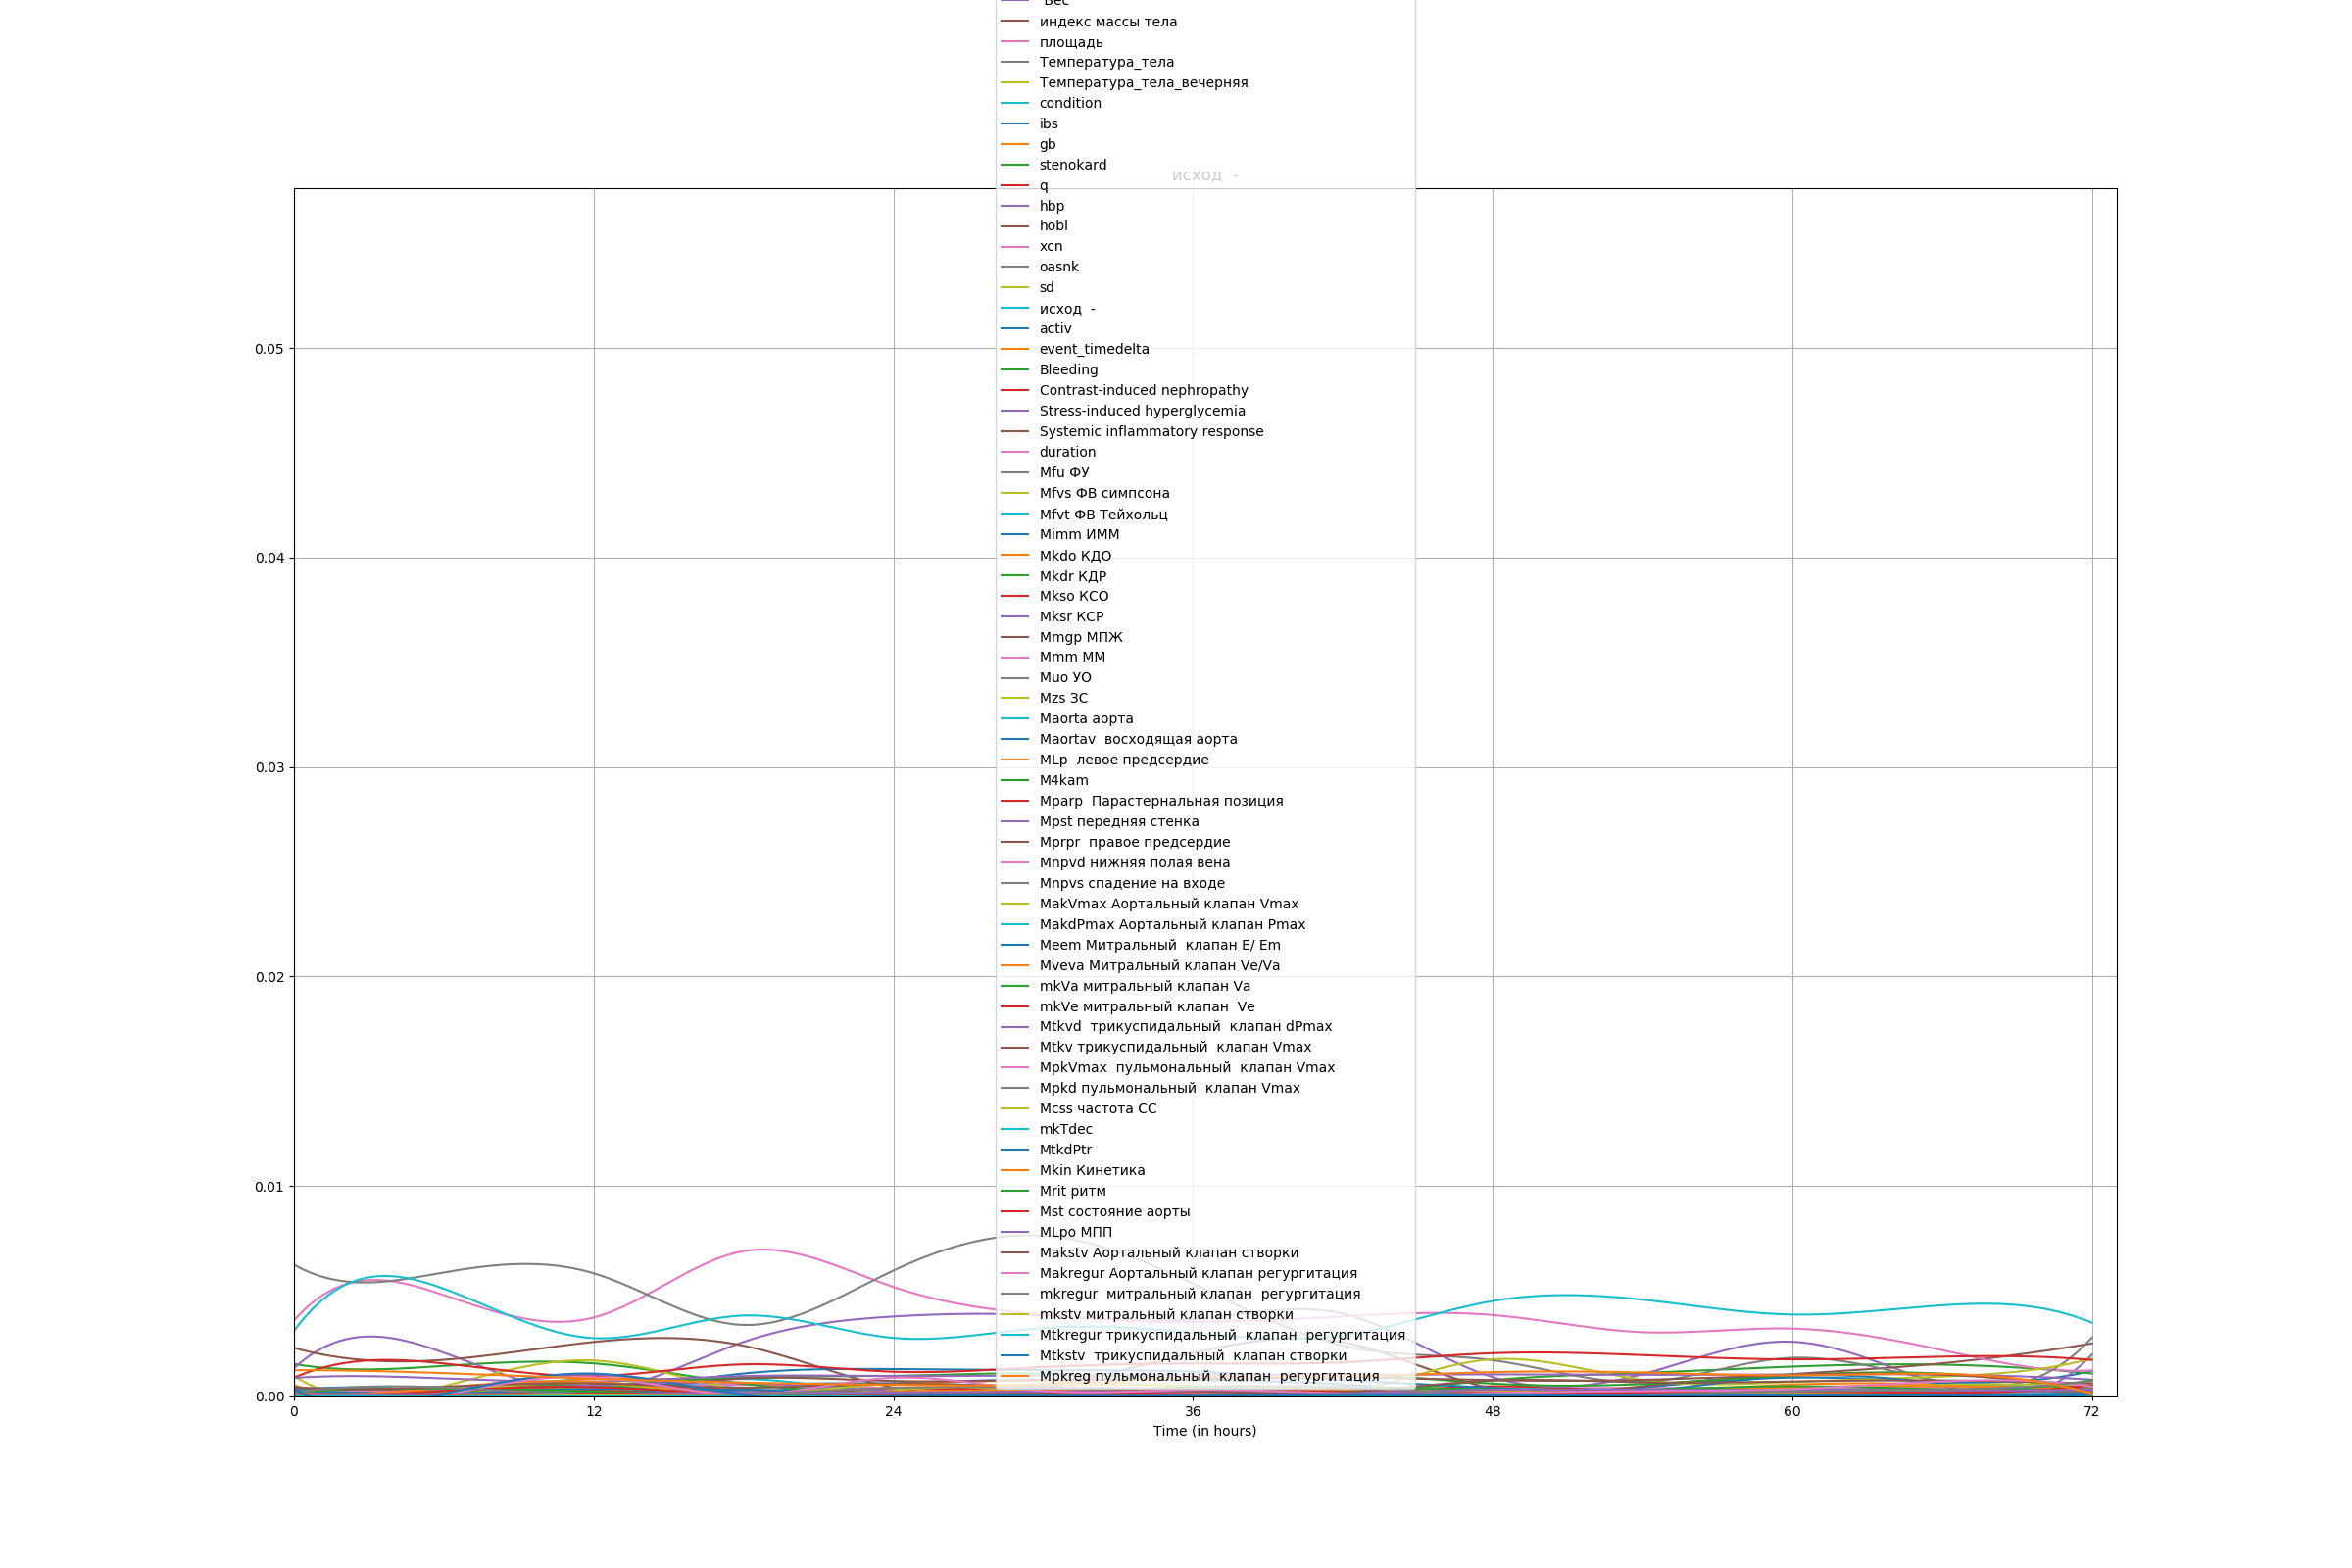 Вес
индекс массы тела
площадь
Температура_тела
Температура_тела_вечерняя
condition
ibs
gb
stenokard
исход  -
q
hbp
hobl
xcn
oasnk
sd
исход  -
activ
event_timedelta
Bleeding
Contrast-induced nephropathy
Stress-induced hyperglycemia
Systemic inflammatory response
duration
Mfu ФУ
Mfvs ФВ симпсона
Mfvt ФВ Тейхольц
Mimm ИММ
Mkdo КДО
Mkdr КДР
Mkso КСО
Mksr КСР
Mmgp МПЖ
Mmm ММ
Muo УО
Mzs ЗС
Maorta аорта
Maortav  восходящая аорта
MLp  левое предсердие
M4kam
Mparp  Парастернальная позиция
Mpst передняя стенка
Mprpr  правое предсердие
Mnpvd нижняя полая вена
Mnpvs спадение на входе
MakVmax Аортальный клапан Vmax
MakdPmax Аортальный клапан Pmax
Meem Митральный  клапан E/ Em
Mveva Митральный клапан Ve/Va
mkVa митральный клапан Va
mkVe митральный клапан  Ve
Mtkvd  трикуспидальный  клапан dPmax
Mtkv трикуспидальный  клапан Vmax
MpkVmax  пульмональный  клапан Vmax
Mpkd пульмональный  клапан Vmax
Mcss частота СС
mkTdec
MtkdPtr
Mkin Кинетика
Mrit ритм
Mst состояние аорты
MLpo МПП
Makstv Аортальный клапан створки
Makregur Аортальный клапан регургитация
mkregur  митральный клапан  регургитация
mkstv митральный клапан створки
Mtkregur трикуспидальный  клапан  регургитация
Mtkstv  трикуспидальный  клапан створки
Mpkreg пульмональный  клапан  регургитация
0.05
0.04
0.03
0.02
0.01
0.00
0 12 24 36 48 60 72
Time (in hours)